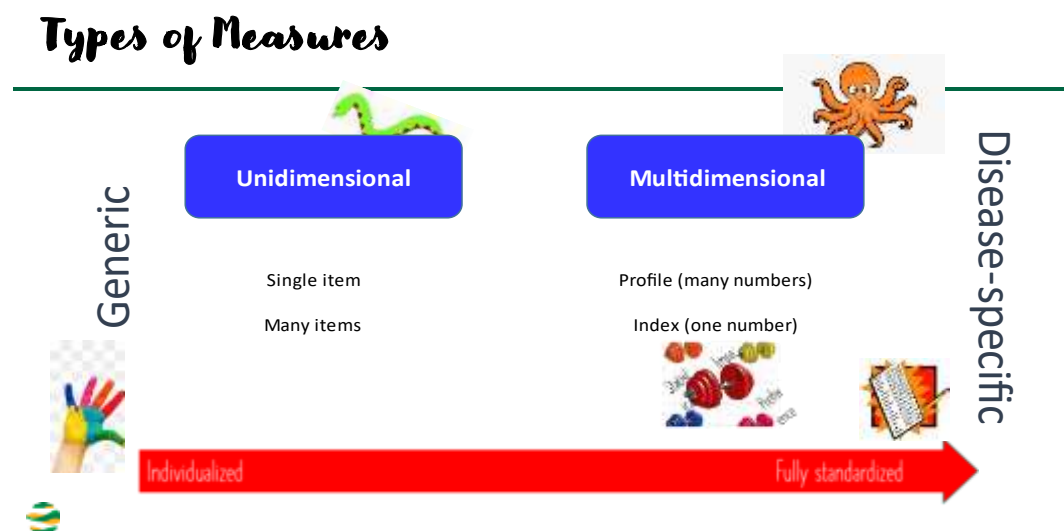 Types of Measures
Generic
Unidimensional
Single item
Many items
Multidimensional
Profile (many numbers)
Index (one number)
Disease-specific
Individualized
Fully standardized